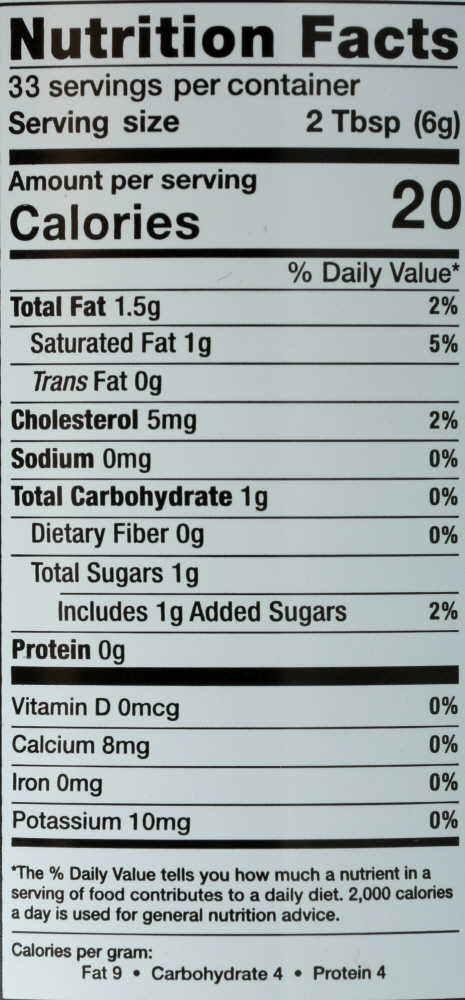 Nutrition Facts
33 servings per container
Serving size 2 Tbsp (6g)
Amount per serving
Calories 20
% Daily Value*
Total Fat 1.5g 2%
Saturated Fat 1g 5%
Trans Fat 0g
Cholesterol 5mg 2%
Sodium 0mg 0%
Total Carbohydrate 1g 0%
Dietary Fiber 0g 0%
Total Sugars 1g
Includes 1g Added Sugars 2%
Protein 0g
Vitamin D 0mcg 0%
Calcium 8mg 0%
Iron 0mg 0%
Potassium 10mg 0%
*The % Daily Value tells you how much a nutrient in a
serving of food contributes to a daily diet. 2,000 calories
a day is used for general nutrition advice.
Calories per gram:
Fat 9 • Carbohydrate 4 • Protein 4